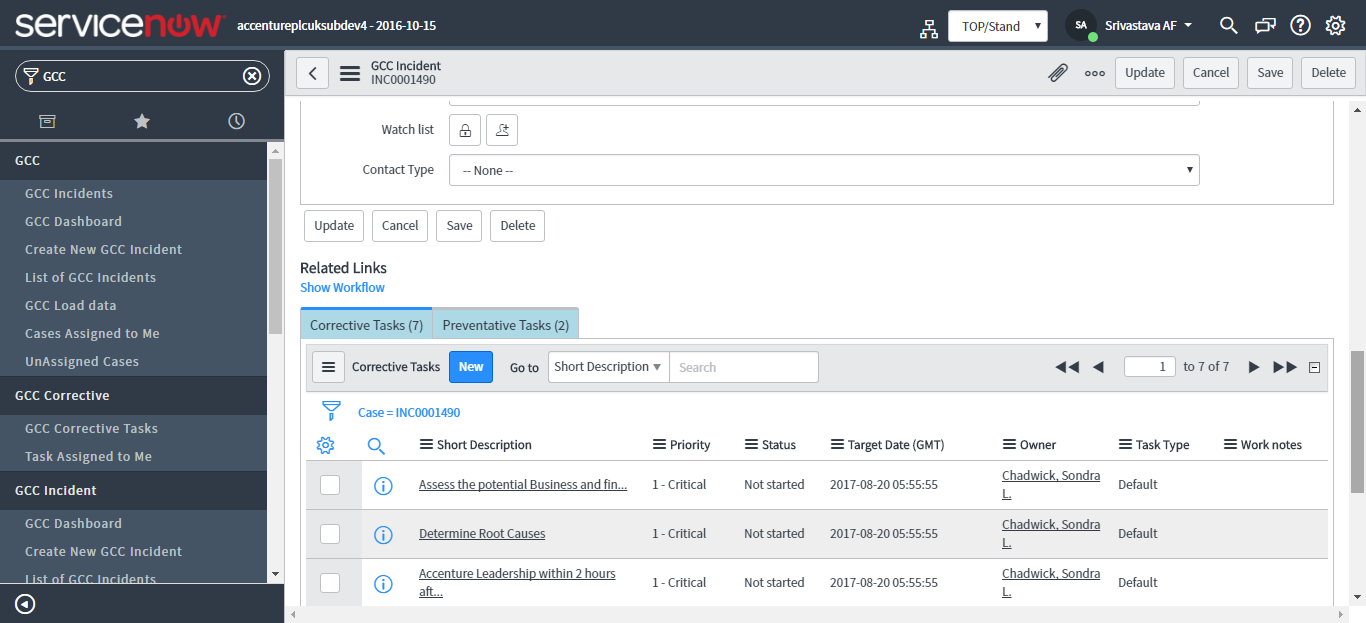 servicenow accentureplcuksubdev4 - 2016-10-15 TOP/Stand SA Srivastava AF
GCC
GCC Incident
INC0001490
Update Cancel Save Delete
GCC
GCC Incidents
GCC Dashboard
Create New GCC Incident
List of GCC Incidents
GCC Load data
Cases Assigned to Me
UnAssigned Cases
GCC Corrective
GCC Corrective Tasks
Task Assigned to Me
GCC Incident
GCC Dashboard
Create New GCC Incident
List of GCC Incidents
Watch list
Contact Type -- None --
Update Cancel Save Delete
Related Links
Show Workflow
Corrective Tasks (7) Preventative Tasks (2)
Corrective Tasks New Go to Short Description Search 1 to 7 of 7
Case = INC0001490
Short Description Priority Status Target Date (GMT) Owner Task Type Work notes
Assess the potential Business and fin... 1 - Critical Not started 2017-08-20 05:55:55 Chadwick, Sondra Default
L.
Determine Root Causes 1 - Critical Not started 2017-08-20 05:55:55 Chadwick, Sondra Default
L.
Accenture Leadership within 2 hours 1 - Critical Not started 2017-08-20 05:55:55 Chadwick, Sondra Default
aft... L.